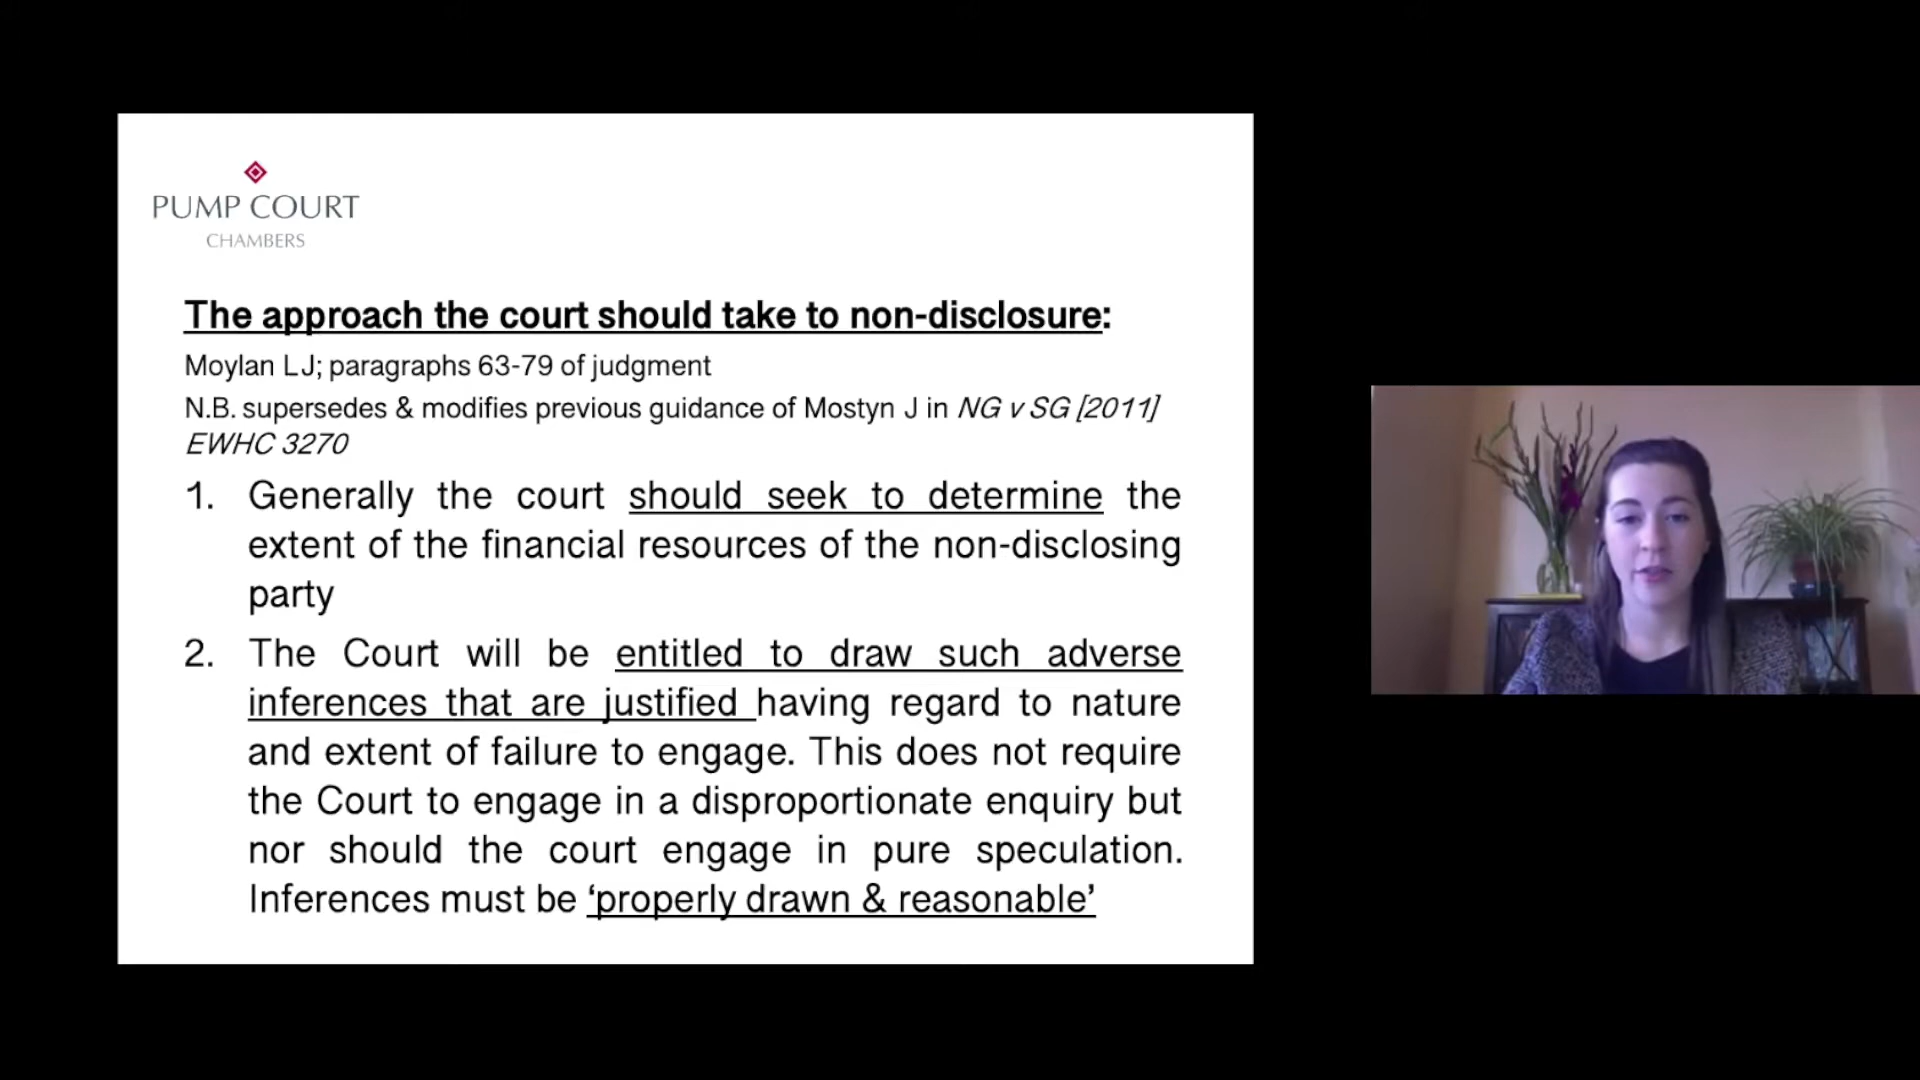 PUMP COURT
CHAMBERS
The approach the court should take to non-disclosure:
Moylan LJ; paragraphs 63-79 of judgment
N.B. supersedes & modifies previous guidance of Mostyn J in NG v SG [2011]
EWHC 3270
1. Generally the court should seek to determine the
extent of the financial resources of the non-disclosing
party
2. The Court will be entitled to draw such adverse
inferences that are justified having regard to nature
and extent of failure to engage. This does not require
the Court to engage in a disproportionate enquiry but
nor should the court engage in pure speculation.
Inferences must be ‘properly drawn & reasonable’